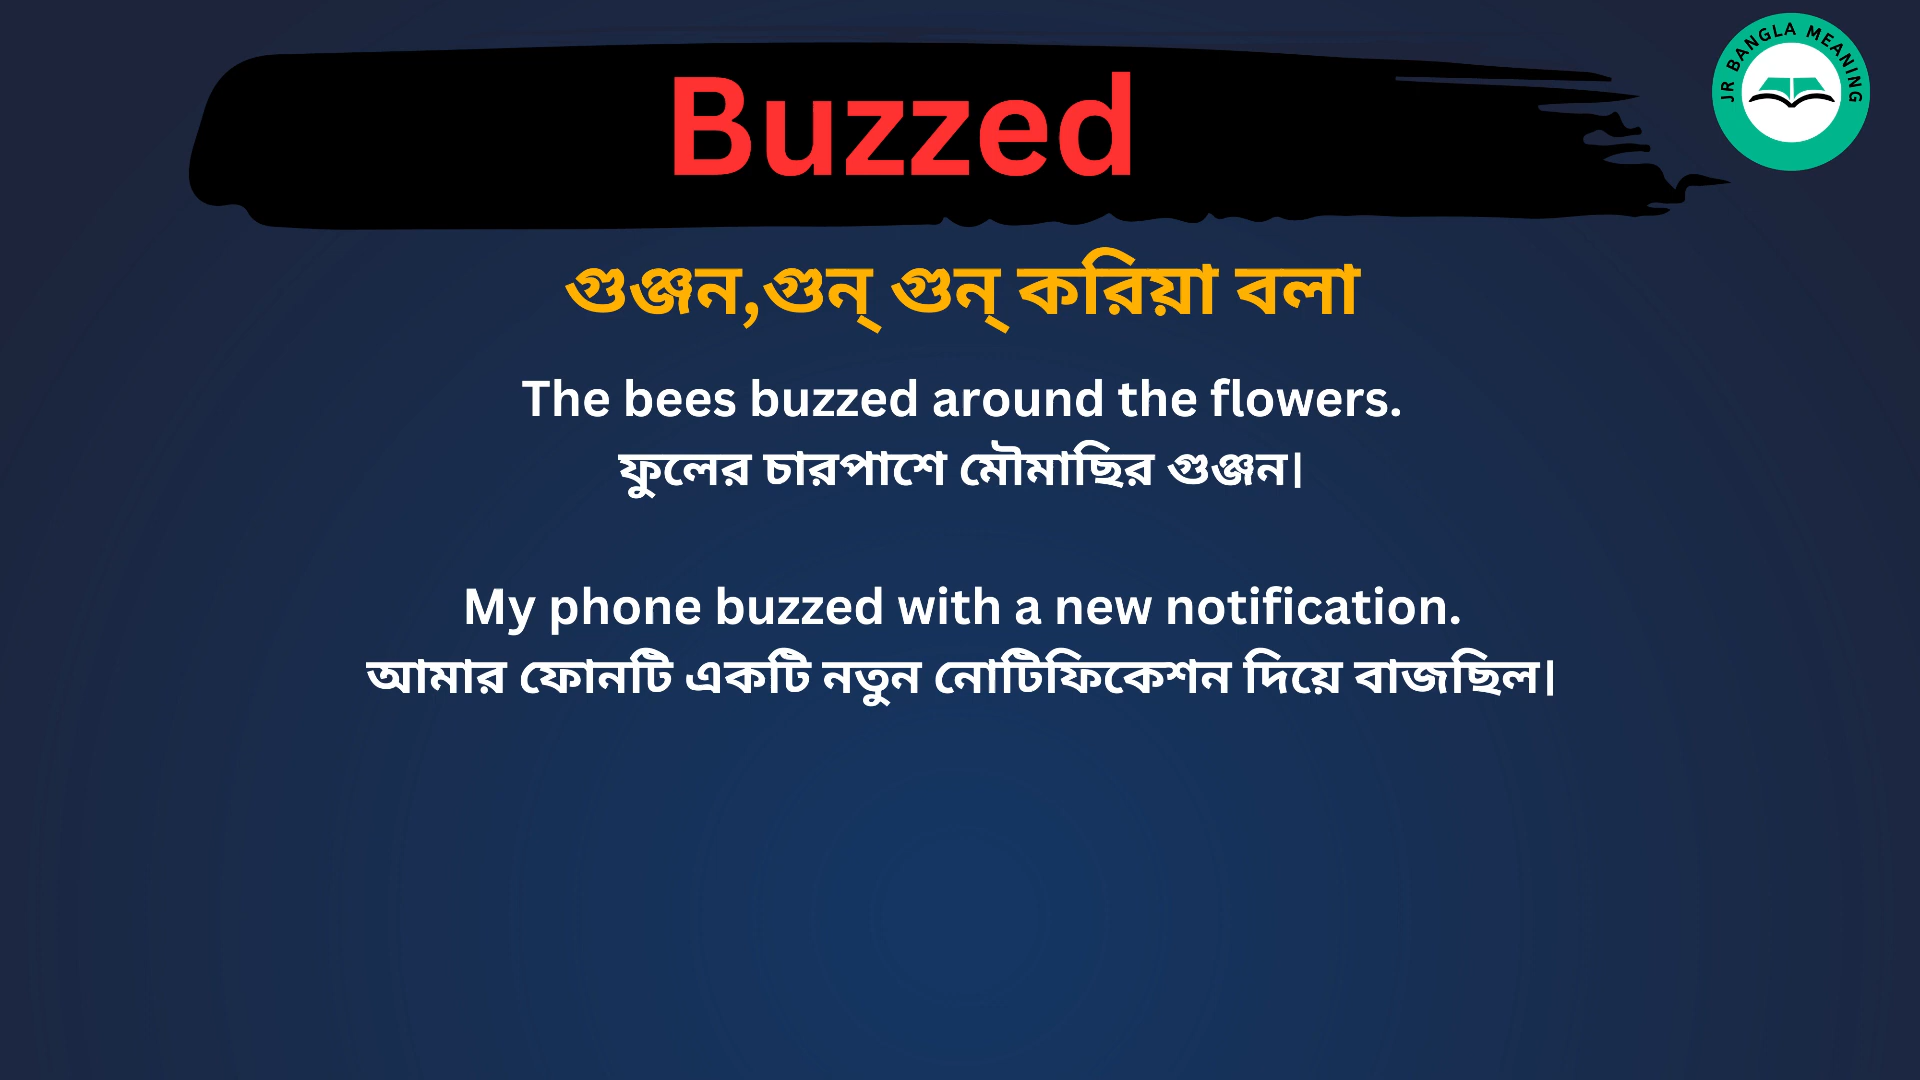 JR BANGLA MEANING
Buzzed
গুঞ্জন,গুন্ গুন্ করিয়া বলা
The bees buzzed around the flowers.
ফুলের চারপাশে মৌমাছির গুঞ্জন।
My phone buzzed with a new notification.
আমার ফোনটি একটি নতুন নোটিফিকেশন দিয়ে বাজছিল।